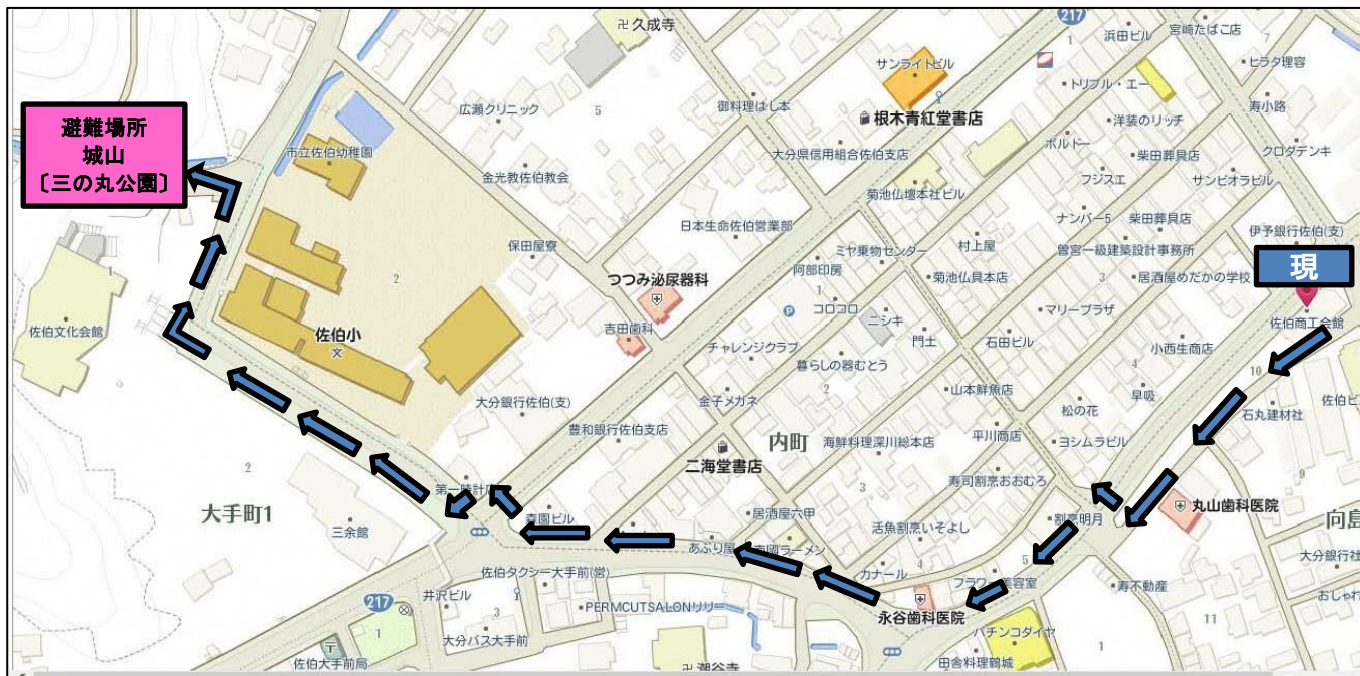 217
卍久成寺
浜田ビル
宮崎たばこ店
1
7
サンライトビル
ヒラタ理容
広瀬クリニック
5
トリプル・エー
御料理はし本
根木青紅堂書店
寿小路
洋装のリッチ
避難場所
城山
〔三の丸公園〕
市立佐伯幼稚園
大分県信用組合佐伯支店
ボルドー
柴田葬具店
クロダデンキ
金光教佐伯教会
フジスエ
サンビオラビル
菊池仏壇本社ビル
日本生命佐伯営業部
ナンバー5
柴田葬具店
保田屋寮
ミヤ乗物センター
村上屋
曽宮一級建築設計事務所
伊予銀行佐伯(支)
現
2
つつみ泌尿器科
阿部印房
1
菊池仏具本店
3
居酒屋めだかの学校
コロコロ
マリープラザ
佐伯文化会館
佐伯小
吉田歯科
ニシキ
佐伯商工会館
チャレンジクラブ
門土
石田ビル
小西生商店
暮らしの器むとう
4
10
山本鮮魚店
早吸
大分銀行佐伯(支)
金子メガネ
松の花
石丸建材社
豊和銀行佐伯支店
内町
海鮮料理深川総本店
平川商店
ヨシムラビル
二海堂書店
2
寿司割烹おおむろ
9
第一時計店
3
丸山歯科医院
大手町1
三余館
森園ビル
居酒屋六甲
活魚割烹いそよし
割烹明月
向島
あぶり屋
カナール
4
5
大分銀行社
佐伯タクシー大手前(営)
寿不動産
217
井沢ビル
3
PERMCUTSALONリリー
永谷歯科医院
11
1
大分バス大手前
パチンコダイヤ
1
佐伯大手前局
卍潮谷寺
田舎料理鶴城